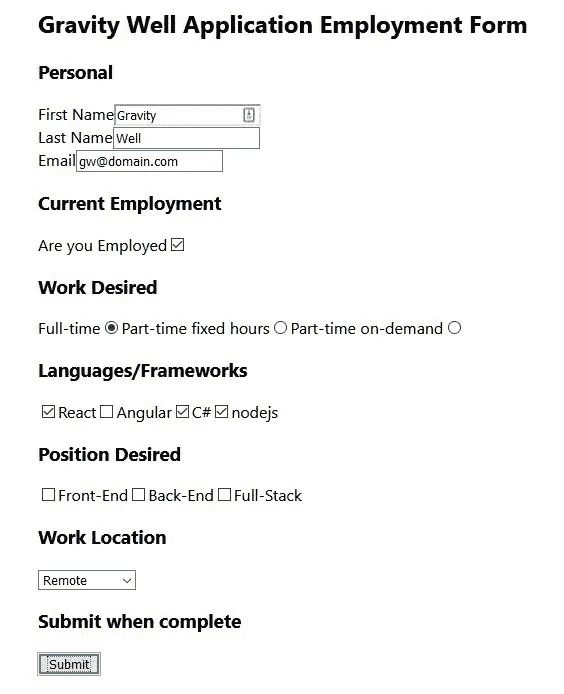 Gravity Well Application Employment Form
Personal
First Name Gravity
Last Name Well
Email gw@domain.com
Current Employment
Are you Employed
Work Desired
Full-time Part-time fixed hours Part-time on-demand
Languages/Frameworks
React Angular C# nodejs
Position Desired
Front-End Back-End Full-Stack
Work Location
Remote
Submit when complete
Submit